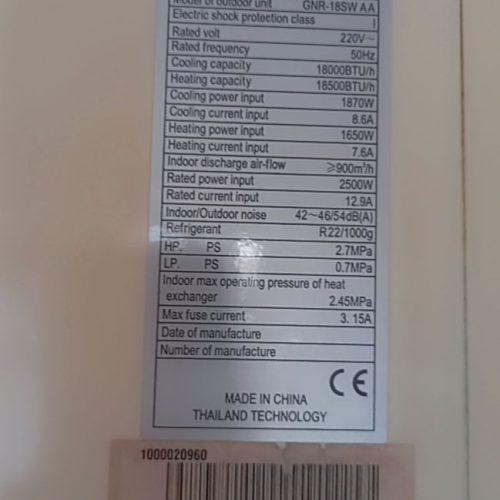 Model of outdoor unit GNR-18SW AA
Electric shock protection class I
Rated volt 220V~
Rated frequency 50Hz
Cooling capacity 18000BTU/h
Heating capacity 18500BTU/h
Cooling power input 1870W
Cooling current input 8.6A
Heating power input 1650W
Heating current input 7.6A
Indoor discharge air-flow ≥900m³/h
Rated power input 2500W
Rated current input 12.9A
Indoor/Outdoor noise 42~46/54dB(A)
Refrigerant R22/1000g
HP. PS 2.7MPa
LP. PS 0.7MPa
Indoor max operating pressure of heat
exchanger 2.45MPa
Max fuse current 3.15A
Date of manufacture
Number of manufacture
CE
MADE IN CHINA
THAILAND TECHNOLOGY
1000020960